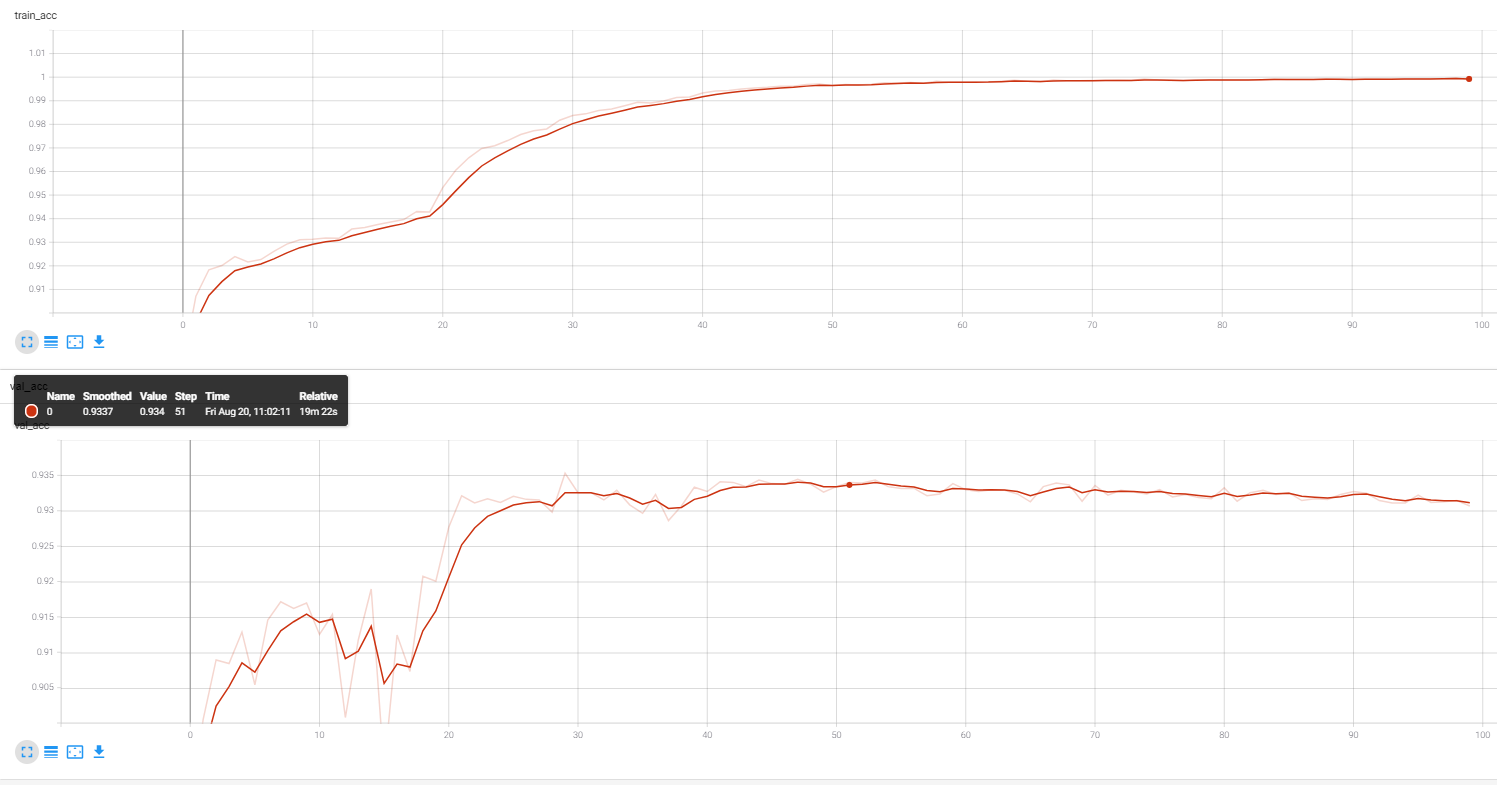 train_acc
1.01
1
0.99
0.98
0.97
0.96
0.95
0.94
0.93
0.92
0.91
0 10 20 30 40 50 60 70 80 90 100
val_acc
Name Smoothed Value Step Time Relative
0 0.9337 0.934 51 Fri Aug 20, 11:02:11 19m 22s
val_acc
0.935
0.93
0.925
0.92
0.915
0.91
0.905
0 10 20 30 40 50 60 70 80 90 100